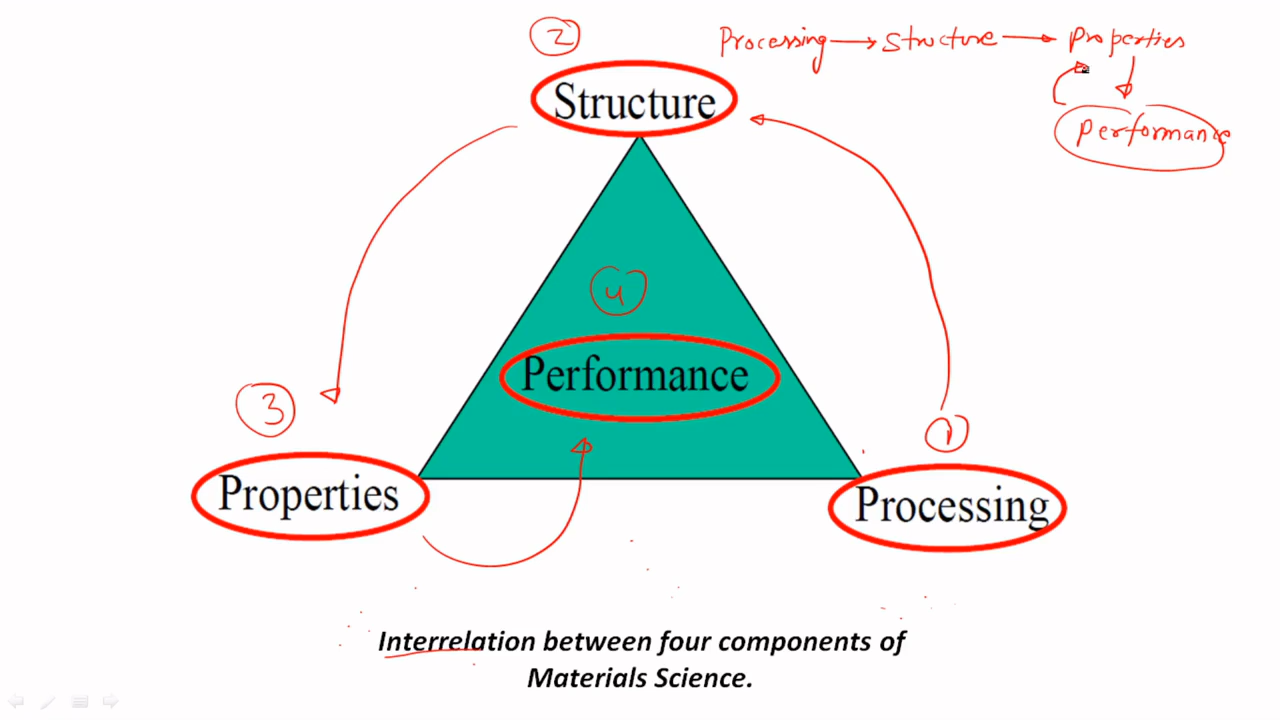 2
Processing → Structure → Properties
Structure
Performance
4
Performance
3
1
Properties
Processing
Interrelation between four components of
Materials Science.